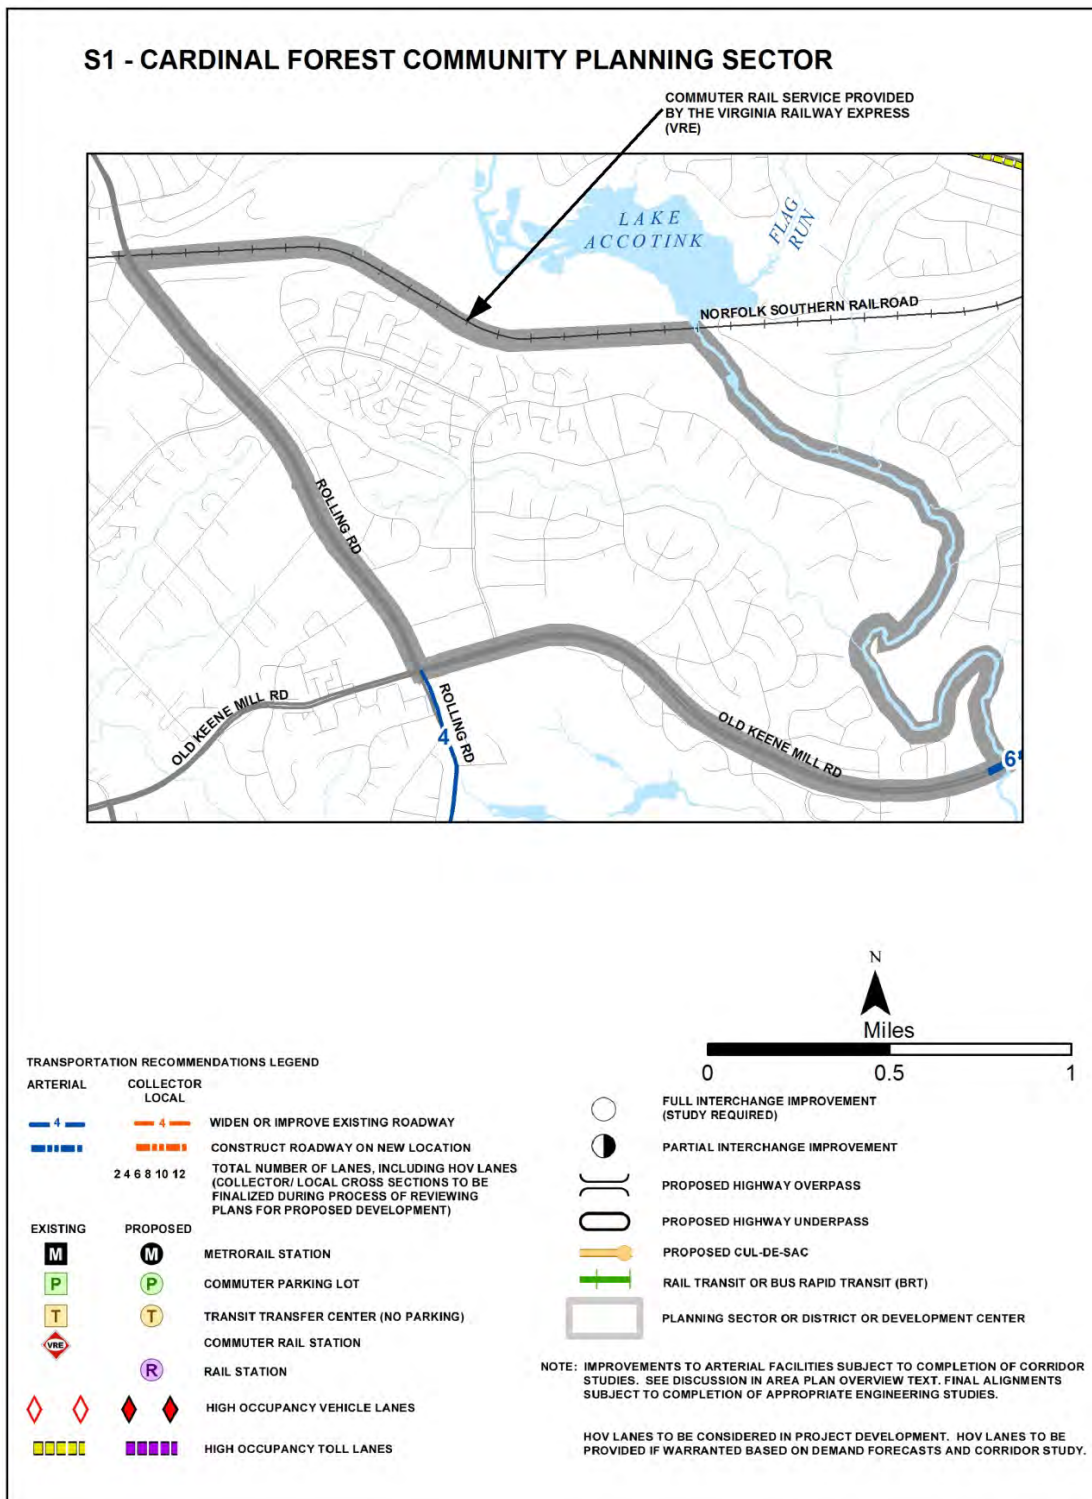 S1 - CARDINAL FOREST COMMUNITY PLANNING SECTOR
COMMUTER RAIL SERVICE PROVIDED
BY THE VIRGINIA RAILWAY EXPRESS
(VRE)
LAKE
ACCOTINK
FLAG
RUN
NORFOLK SOUTHERN RAILROAD
ROLLING RD
OLD KEENE MILL RD
ROLLING RD
4
OLD KEENE MILL RD
6
N
Miles
0 0.5 1
TRANSPORTATION RECOMMENDATIONS LEGEND
ARTERIAL COLLECTOR
LOCAL
4 4 WIDEN OR IMPROVE EXISTING ROADWAY
CONSTRUCT ROADWAY ON NEW LOCATION
2 4 6 8 10 12 TOTAL NUMBER OF LANES, INCLUDING HOV LANES
(COLLECTOR/ LOCAL CROSS SECTIONS TO BE
FINALIZED DURING PROCESS OF REVIEWING
PLANS FOR PROPOSED DEVELOPMENT)
EXISTING PROPOSED
M M METRORAIL STATION
P P COMMUTER PARKING LOT
T T TRANSIT TRANSFER CENTER (NO PARKING)
VRE COMMUTER RAIL STATION
R RAIL STATION
HIGH OCCUPANCY VEHICLE LANES
HIGH OCCUPANCY TOLL LANES
FULL INTERCHANGE IMPROVEMENT
(STUDY REQUIRED)
PARTIAL INTERCHANGE IMPROVEMENT
PROPOSED HIGHWAY OVERPASS
PROPOSED HIGHWAY UNDERPASS
PROPOSED CUL-DE-SAC
RAIL TRANSIT OR BUS RAPID TRANSIT (BRT)
PLANNING SECTOR OR DISTRICT OR DEVELOPMENT CENTER
NOTE: IMPROVEMENTS TO ARTERIAL FACILITIES SUBJECT TO COMPLETION OF CORRIDOR
STUDIES. SEE DISCUSSION IN AREA PLAN OVERVIEW TEXT. FINAL ALIGNMENTS
SUBJECT TO COMPLETION OF APPROPRIATE ENGINEERING STUDIES.
HOV LANES TO BE CONSIDERED IN PROJECT DEVELOPMENT. HOV LANES TO BE
PROVIDED IF WARRANTED BASED ON DEMAND FORECASTS AND CORRIDOR STUDY.